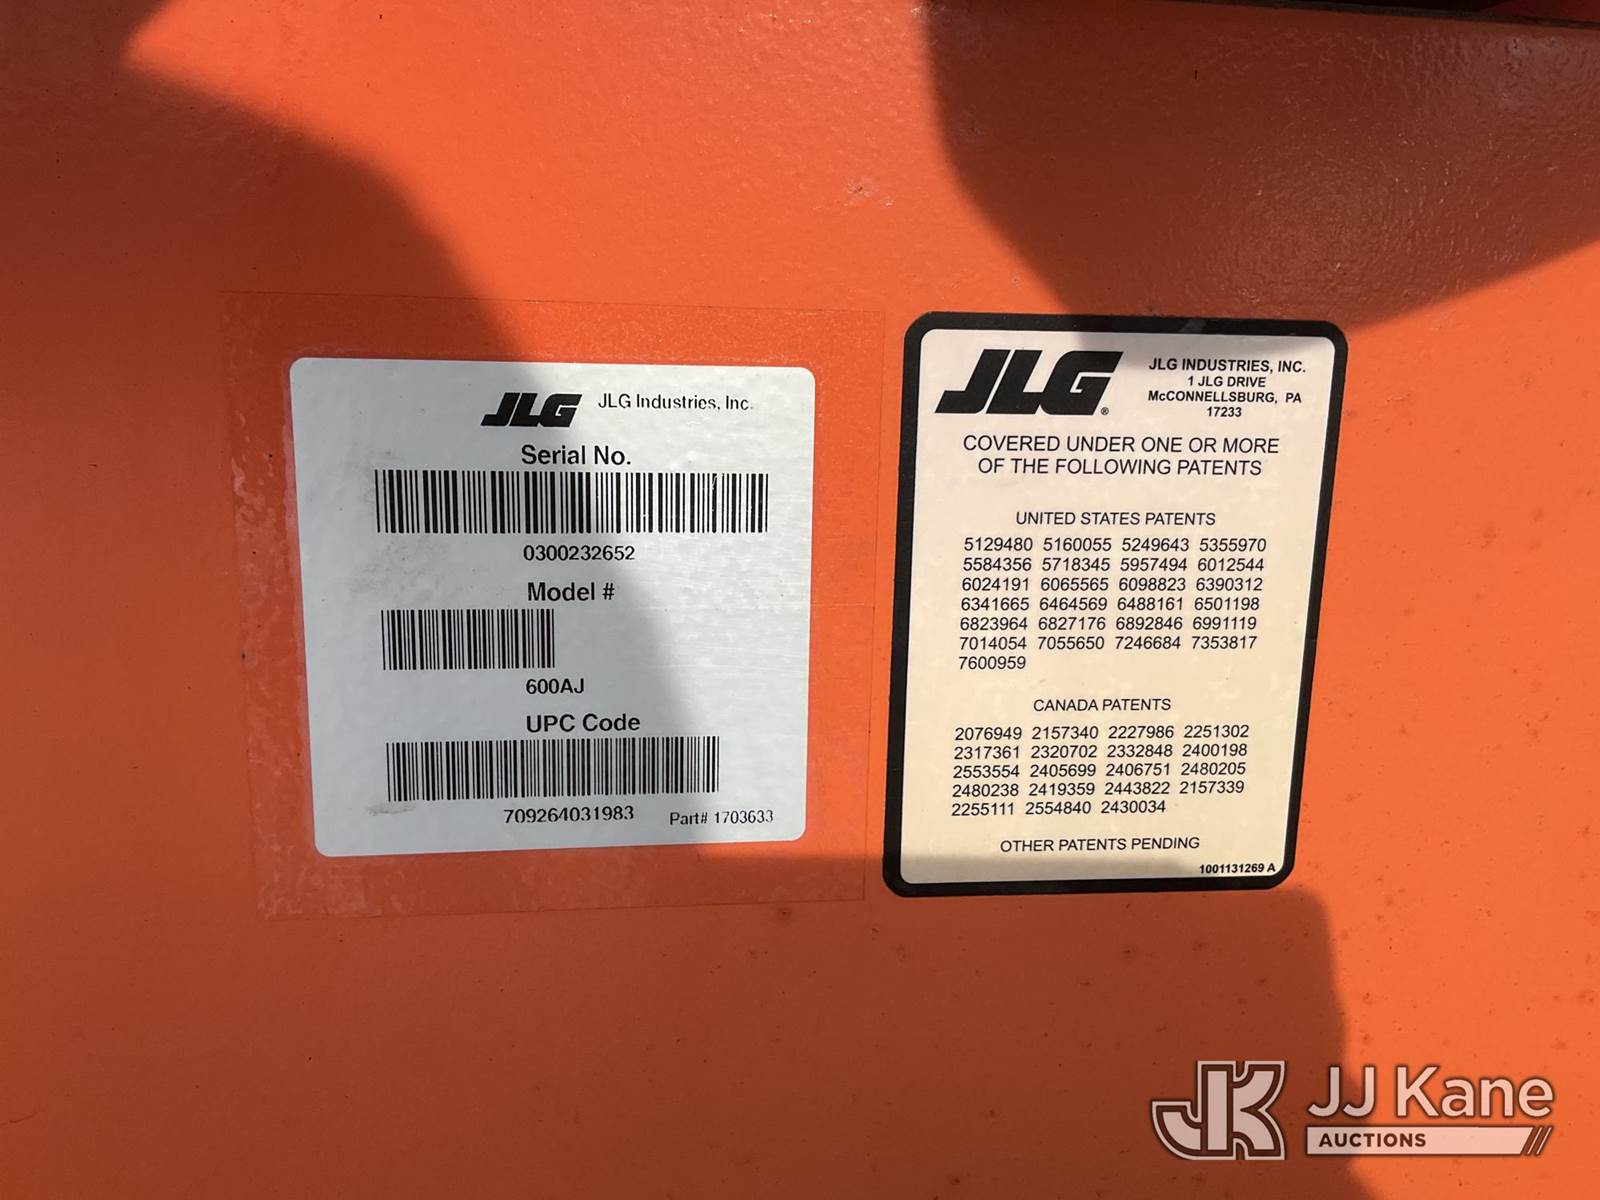 JLG JLG Industries, Inc.
Serial No.
0300232652
Model #
600AJ
UPC Code
709264031983 Part# 1703633
JLG® JLG INDUSTRIES, INC.
1 JLG DRIVE
McCONNELLSBURG, PA
17233
COVERED UNDER ONE OR MORE
OF THE FOLLOWING PATENTS
UNITED STATES PATENTS
5129480 5160055 5249643 5355970
5584356 5718345 5957494 6012544
6024191 6065565 6098823 6390312
6341665 6464569 6488161 6501198
6823964 6827176 6892846 6991119
7014054 7055650 7246684 7353817
7600959
CANADA PATENTS
2076949 2157340 2227986 2251302
2317361 2320702 2332848 2400198
2553554 2405699 2406751 2480205
2480238 2419359 2443822 2157339
2255111 2554840 2430034
OTHER PATENTS PENDING
1001131269 A
JK JJ Kane
AUCTIONS